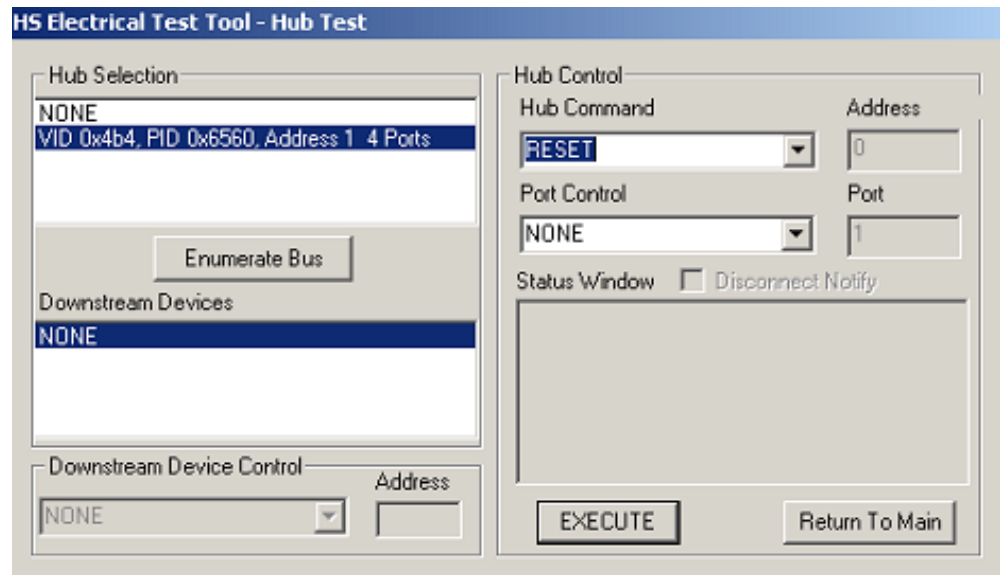 HS Electrical Test Tool - Hub Test
Hub Selection
NONE
VID 0x4b4, PID 0x6560, Address 1 4 Ports
Enumerate Bus
Downstream Devices
NONE
Downstream Device Control
Address
NONE
Hub Control
Hub Command
Address
RESET
0
Port Control
Port
NONE
1
Status Window
Disconnect Notify
EXECUTE
Return To Main